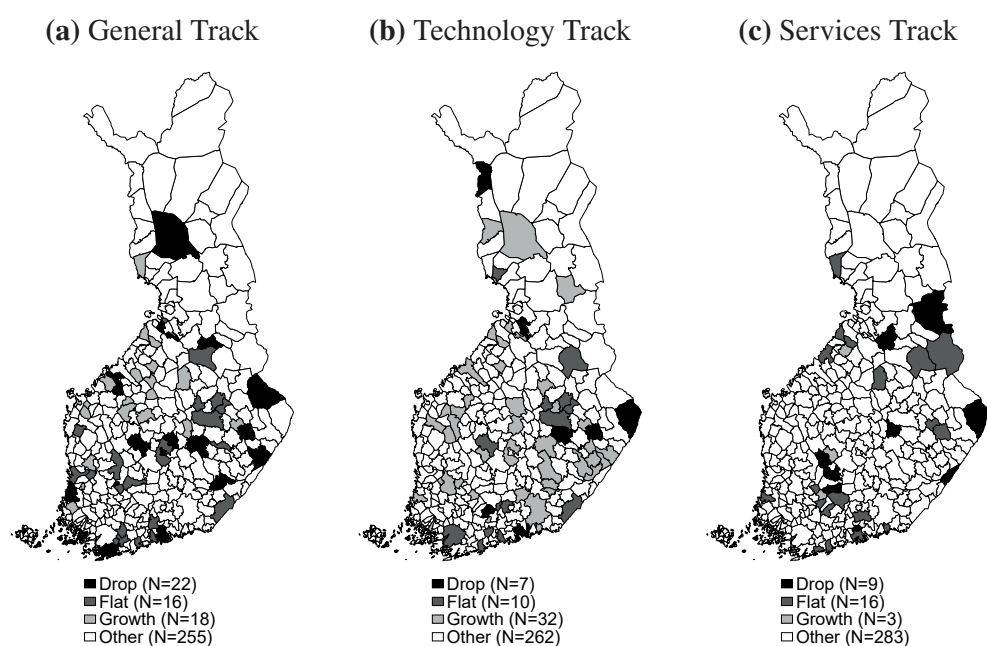 (a) General Track
(b) Technology Track
(c) Services Track
Drop (N=22)
Flat (N=16)
Growth (N=18)
Other (N=255)
Drop (N=7)
Flat (N=10)
Growth (N=32)
Other (N=262)
Drop (N=9)
Flat (N=16)
Growth (N=3)
Other (N=283)